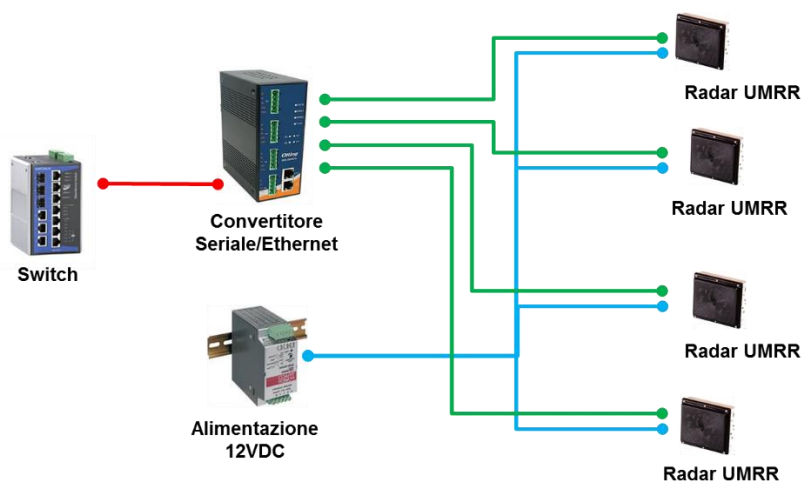 Radar UMRR
Radar UMRR
Convertitore
Seriale/Ethernet
Switch
Radar UMRR
Alimentazione
12VDC
Radar UMRR